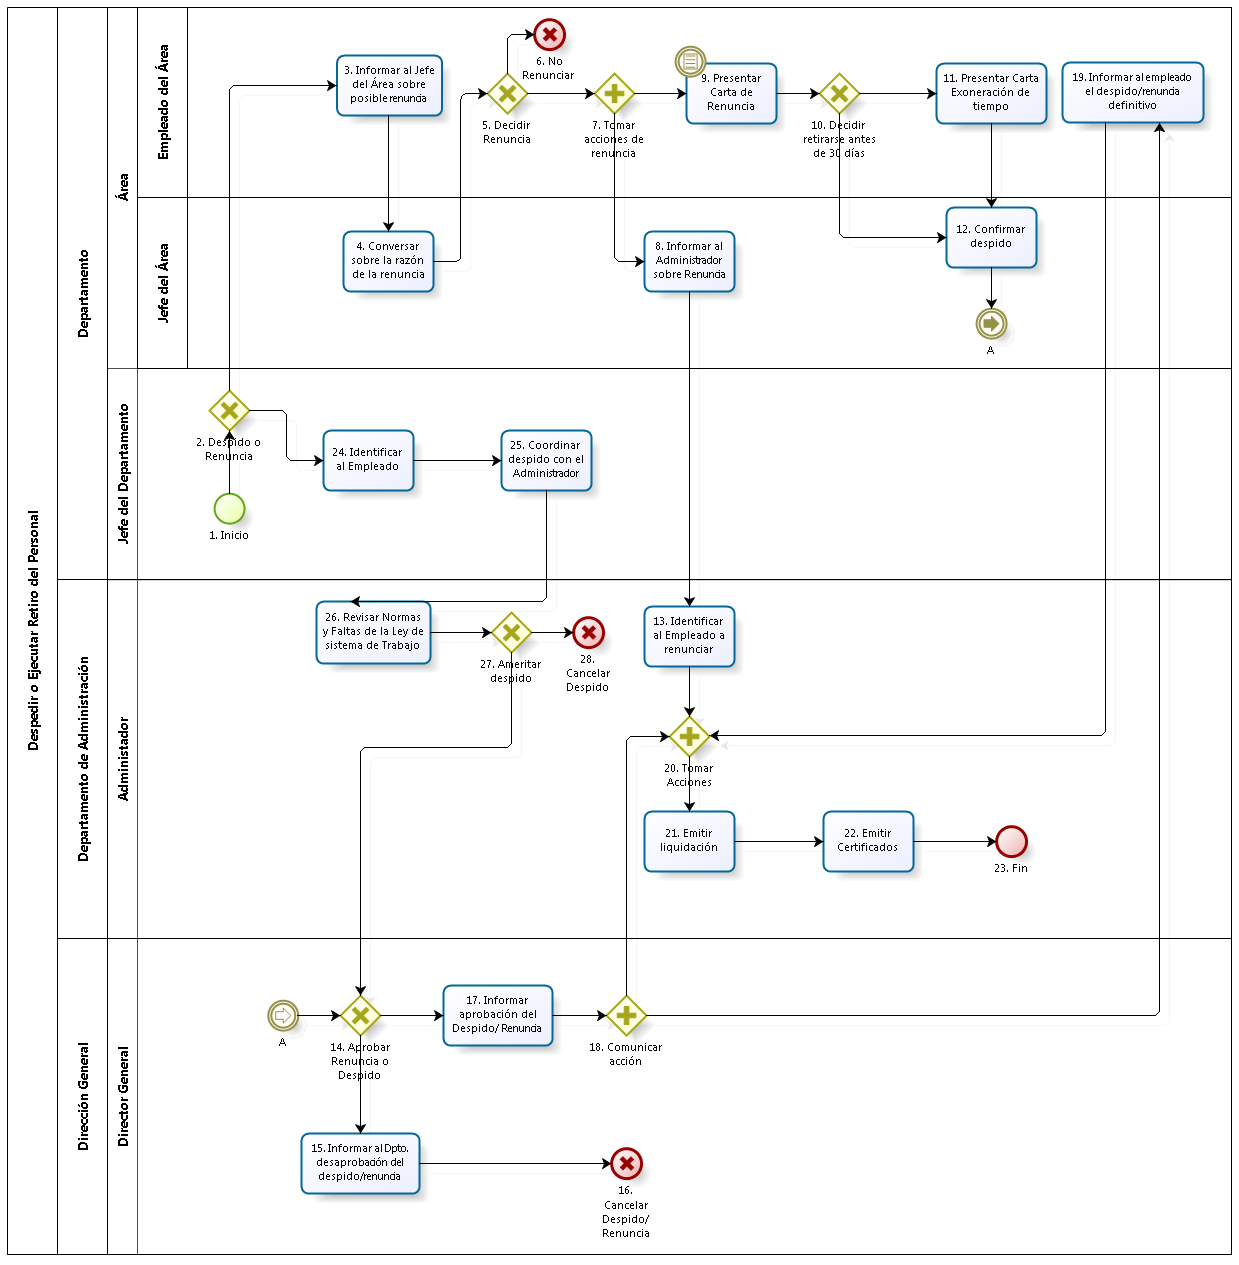 Despedir o Ejecutar Retiro del Personal
Departamento
Área
Empleado del Área
3. Informar al Jefe
del Área sobre
posible renuncia
5. Decidir
Renuncia
6. No
Renunciar
7. Tomar
acciones de
renuncia
9. Presentar
Carta de
Renuncia
10. Decidir
retirarse antes
de 30 días
11. Presentar Carta
Exoneración de
tiempo
19. Informar al empleado
el despido/renuncia
definitivo
Jefe del Área
4. Conversar
sobre la razón
de la renuncia
8. Informar al
Administrador
sobre Renuncia
12. Confirmar
despido
A
Jefe del Departamento
2. Despido o
Renuncia
1. Inicio
24. Identificar
al Empleado
25. Coordinar
despido con el
Administrador
Departamento de Administración
Administador
26. Revisar Normas
y Faltas de la Ley de
sistema de Trabajo
27. Ameritar
despido
28.
Cancelar
Despido
13. Identificar
al Empleado a
renunciar
20. Tomar
Acciones
21. Emitir
liquidación
22. Emitir
Certificados
23. Fin
Dirección General
Director General
A
14. Aprobar
Renuncia o
Despido
17. Informar
aprobación del
Despido/ Renuncia
18. Comunicar
acción
15. Informar al Dpto.
desaprobación del
despido/renuncia
16.
Cancelar
Despido/
Renuncia